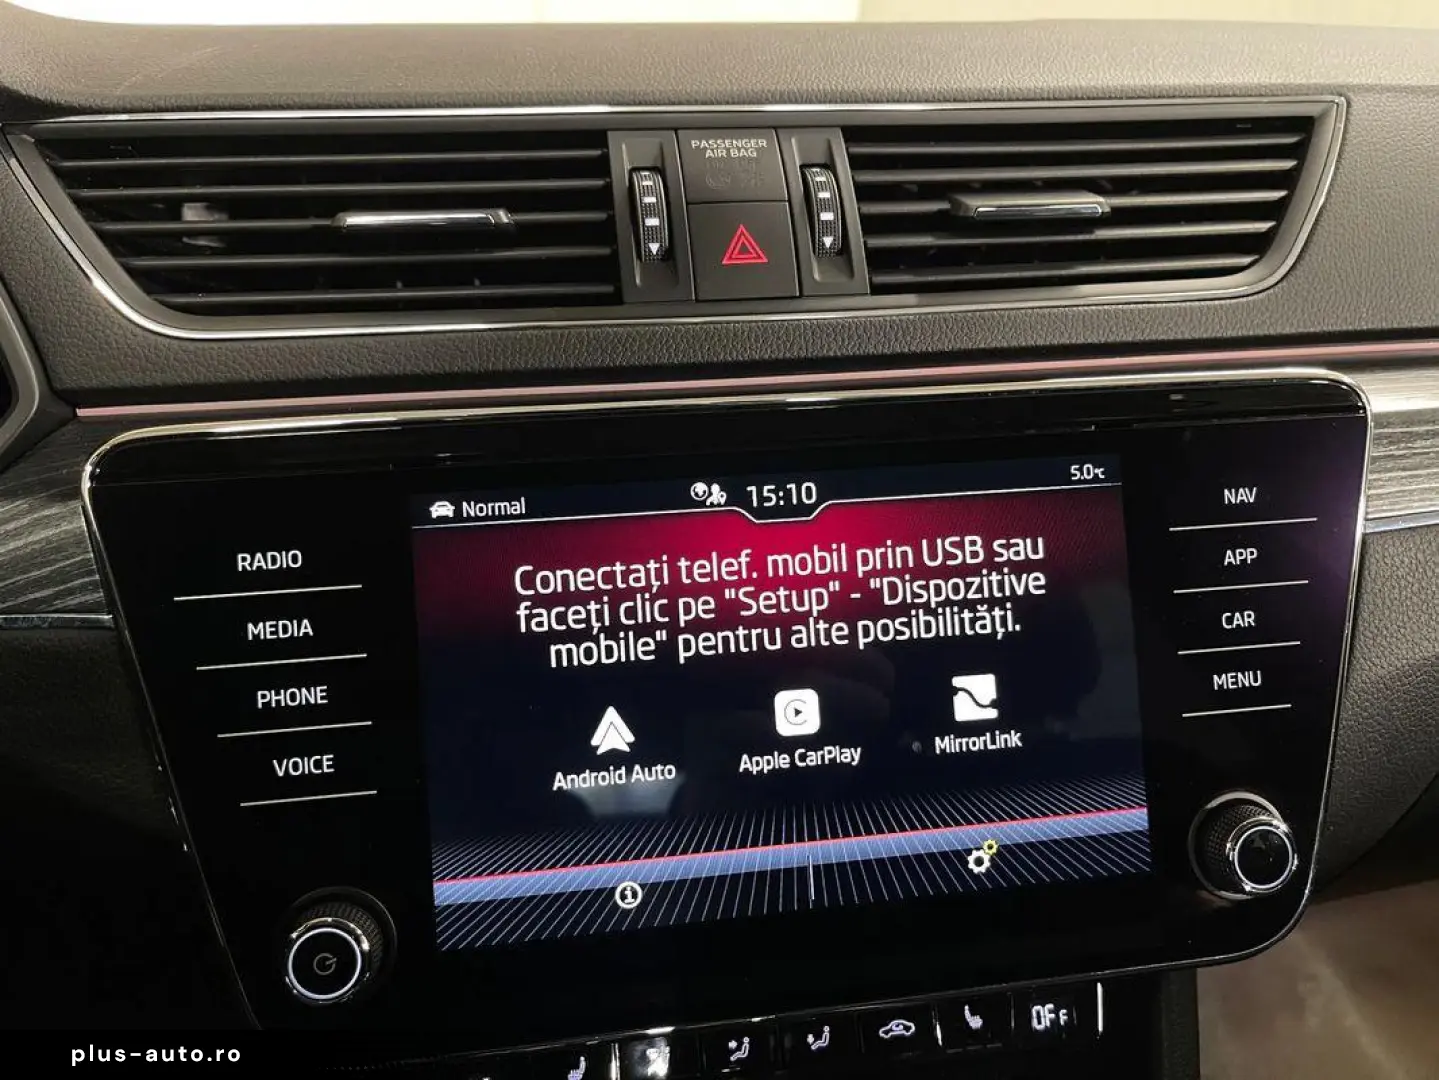 PASSENGER
AIR BAG
Normal
15:10
5.0°C
Conectați telef. mobil prin USB sau
faceți clic pe "Setup" - "Dispozitive
mobile" pentru alte posibilități.
Android Auto
Apple CarPlay
MirrorLink
RADIO
MEDIA
PHONE
VOICE
NAV
APP
CAR
MENU
OFF
plus-auto.ro